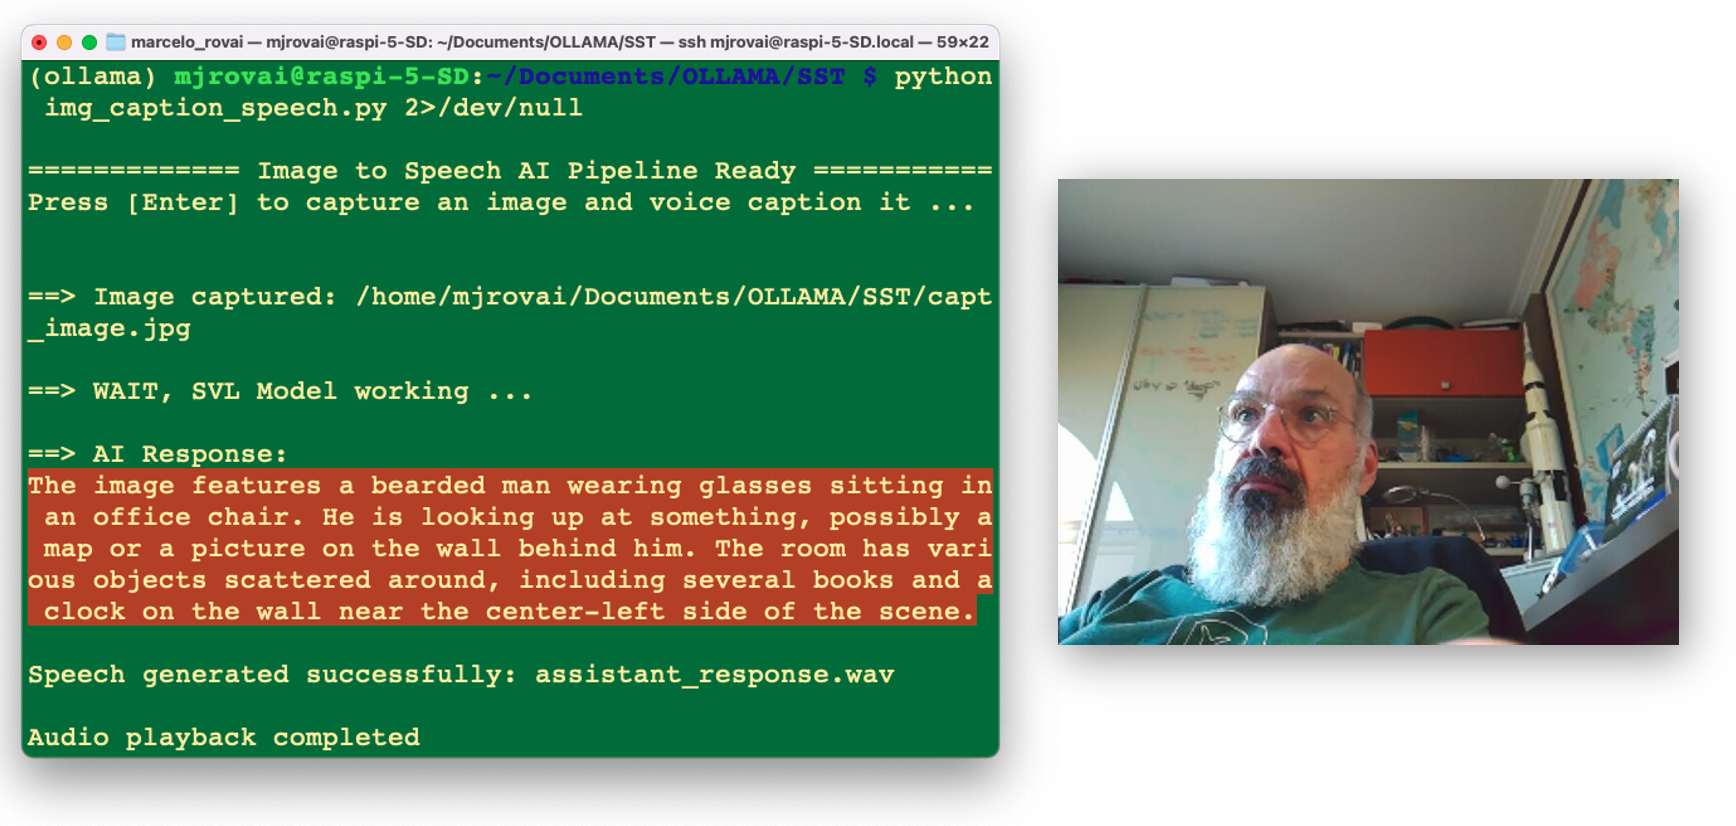 marcelo_rovai — mjrovai@raspi-5-SD: ~/Documents/OLLAMA/SST — ssh mjrovai@raspi-5-SD.local — 59×22
(ollama) mjrovai@raspi-5-SD:~/Documents/OLLAMA/SST $ python
img_caption_speech.py 2>/dev/null
============= Image to Speech AI Pipeline Ready ===========
Press [Enter] to capture an image and voice caption it ...
==> Image captured: /home/mjrovai/Documents/OLLAMA/SST/capt
_image.jpg
==> WAIT, SVL Model working ...
==> AI Response:
The image features a bearded man wearing glasses sitting in
an office chair. He is looking up at something, possibly a
map or a picture on the wall behind him. The room has vari
ous objects scattered around, including several books and a
clock on the wall near the center-left side of the scene.
Speech generated successfully: assistant_response.wav
Audio playback completed